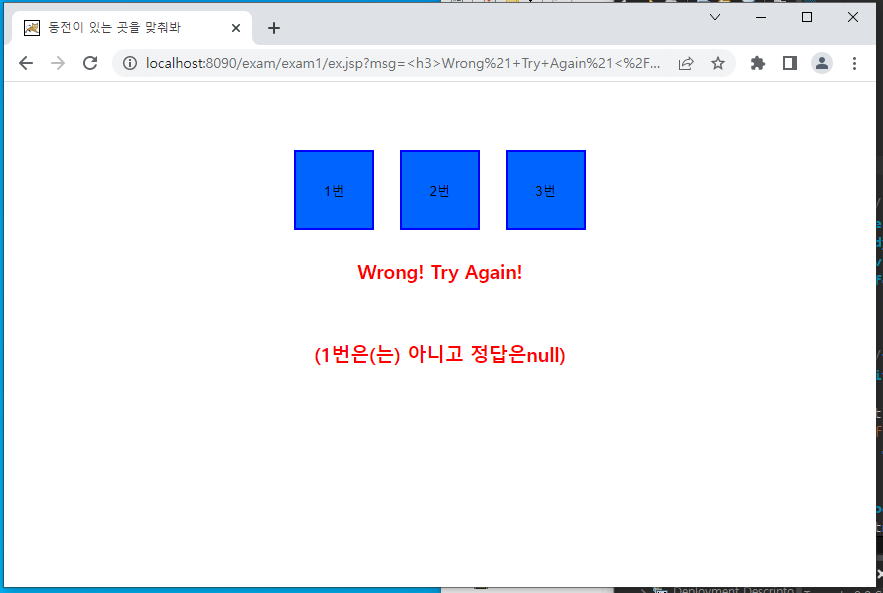 동전이 있는 곳을 맞춰봐
localhost:8090/exam/exam1/ex.jsp?msg=<h3>Wrong%21+Try+Again%21<%2F...
1번 2번 3번
Wrong! Try Again!
(1번은(는) 아니고 정답은null)
Deployment Descripto